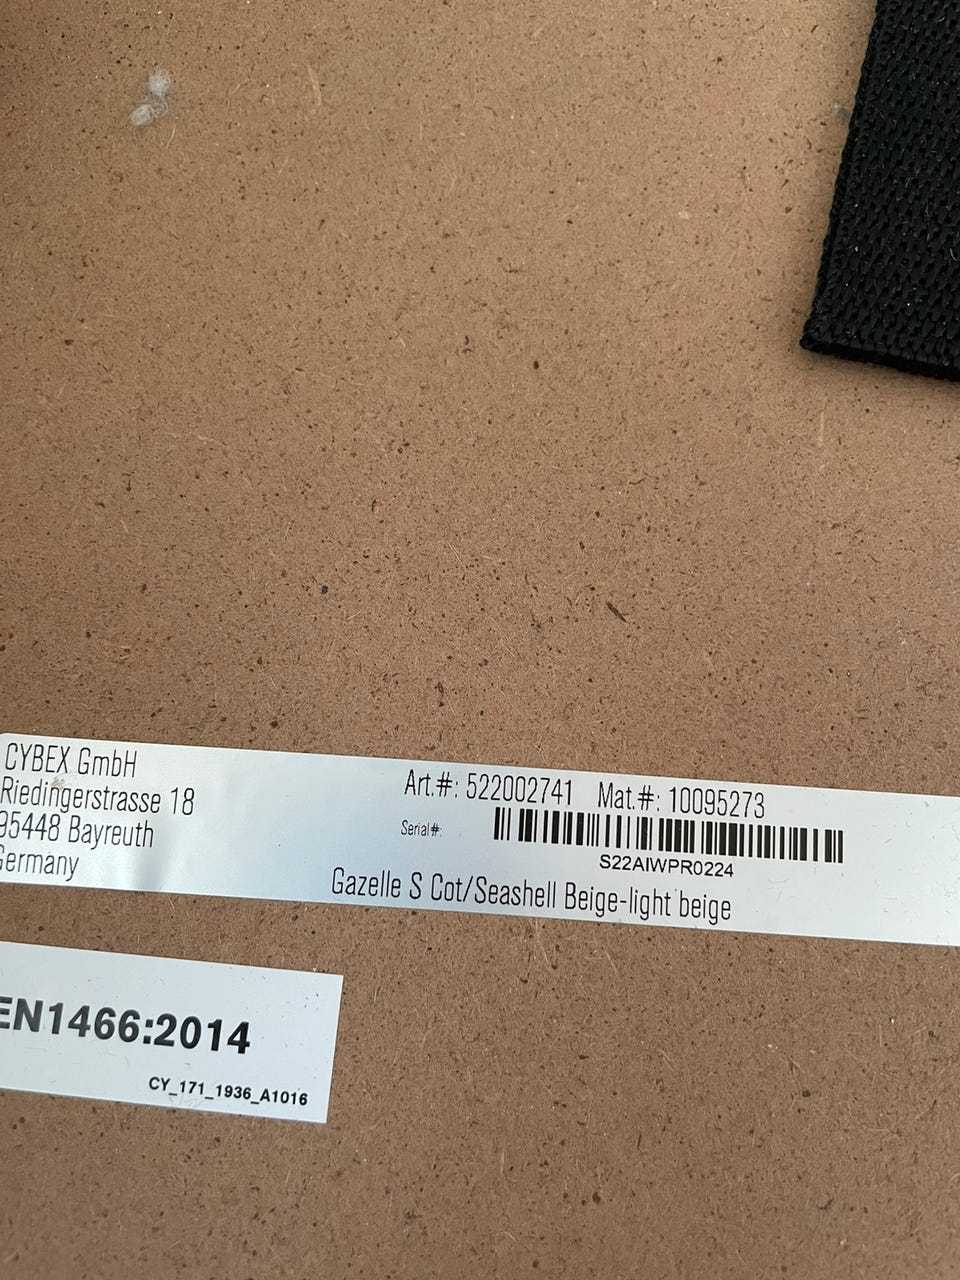 CYBEX GmbH
Riedingerstrasse 18
95448 Bayreuth
Germany
Art.#: 522002741 Mat.#: 10095273
Serial#:
S22AIWPR0224
Gazelle S Cot/Seashell Beige-light beige
EN1466:2014
CY_171_1936_A1016